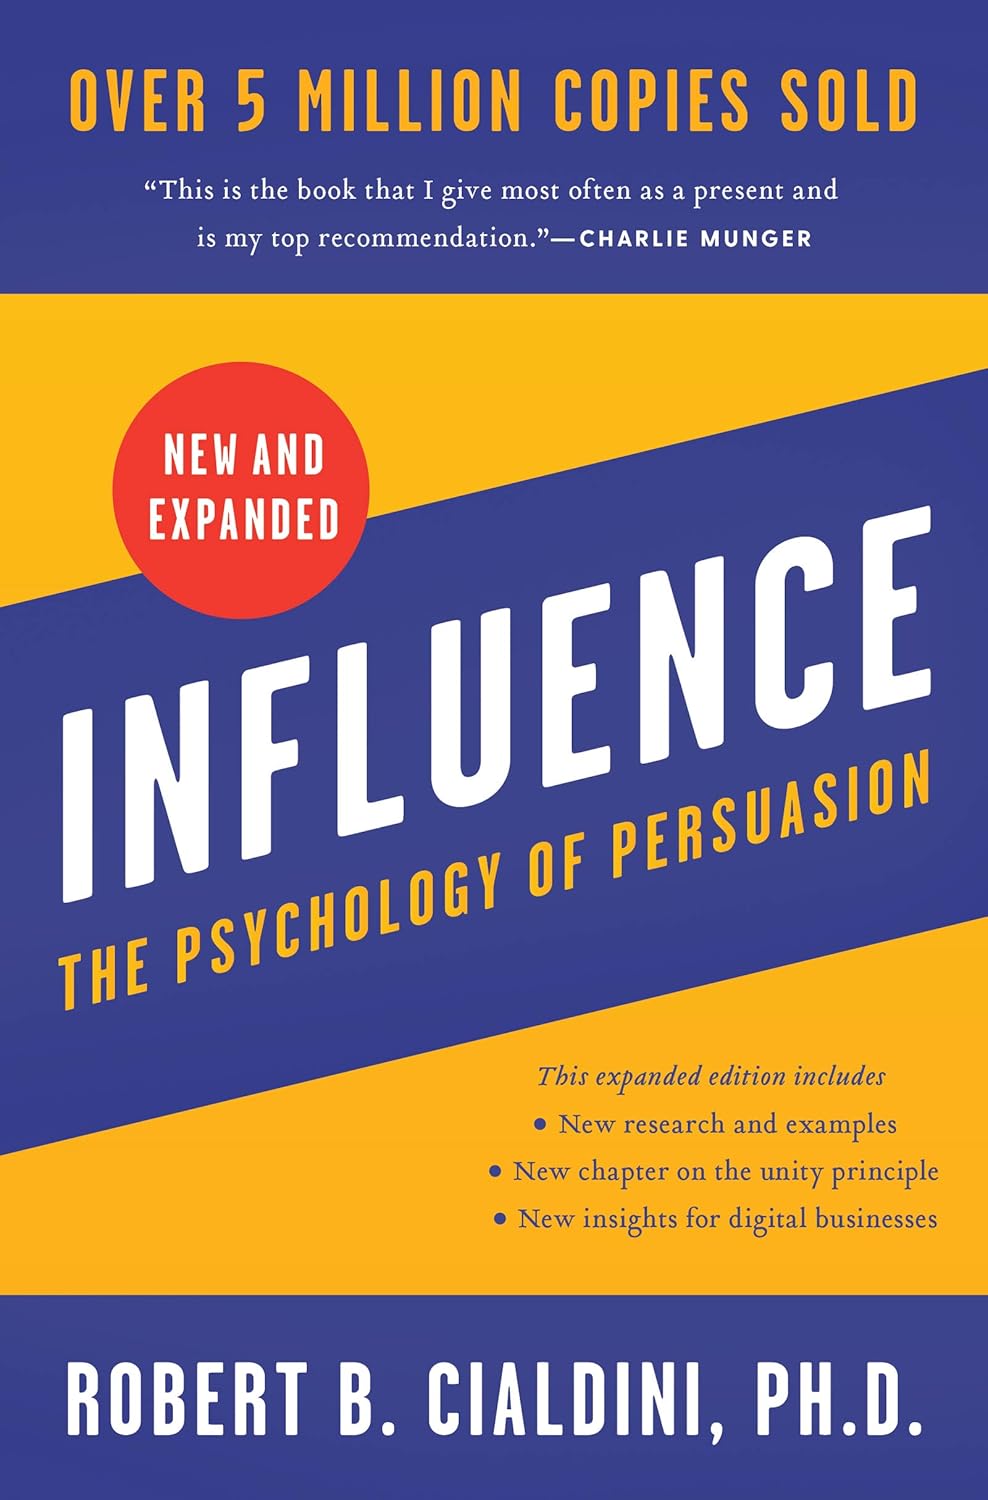 OVER 5 MILLION COPIES SOLD
“This is the book that I give most often as a present and
is my top recommendation.”—CHARLIE MUNGER
NEW AND
EXPANDED
INFLUENCE
THE PSYCHOLOGY OF PERSUASION
This expanded edition includes
• New research and examples
• New chapter on the unity principle
• New insights for digital businesses
ROBERT B. CIALDINI, PH.D.